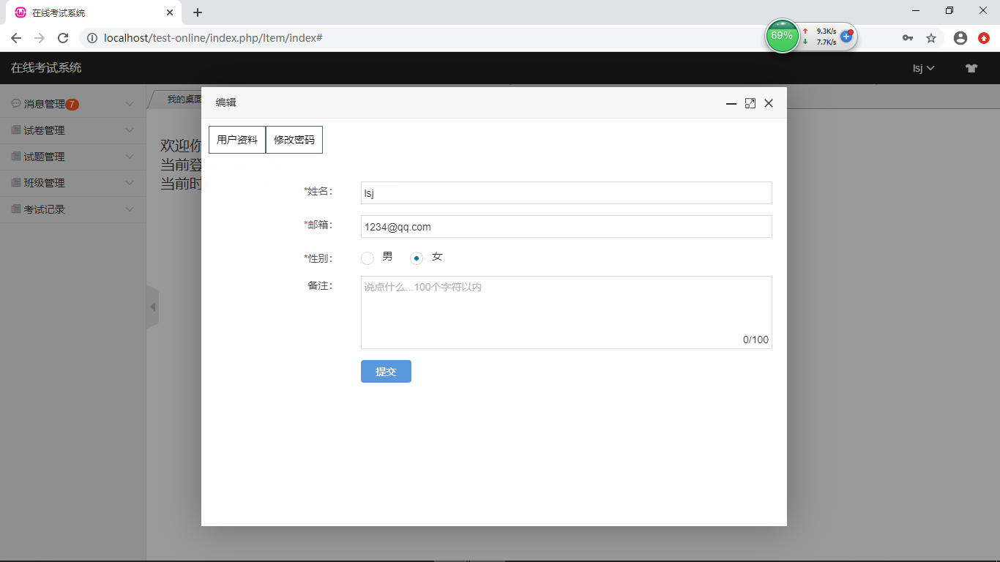 在线考试系统
localhost/test-online/index.php/Item/index#
69%
9.3K/s
7.7K/s
在线考试系统
lsj
消息管理 7
试卷管理
试题管理
班级管理
考试记录
我的桌面
欢迎你
当前登
当前时
编辑
用户资料 修改密码
*姓名： lsj
*邮箱： 1234@qq.com
*性别： 男 女
备注： 说点什么...100个字符以内
0/100
提交